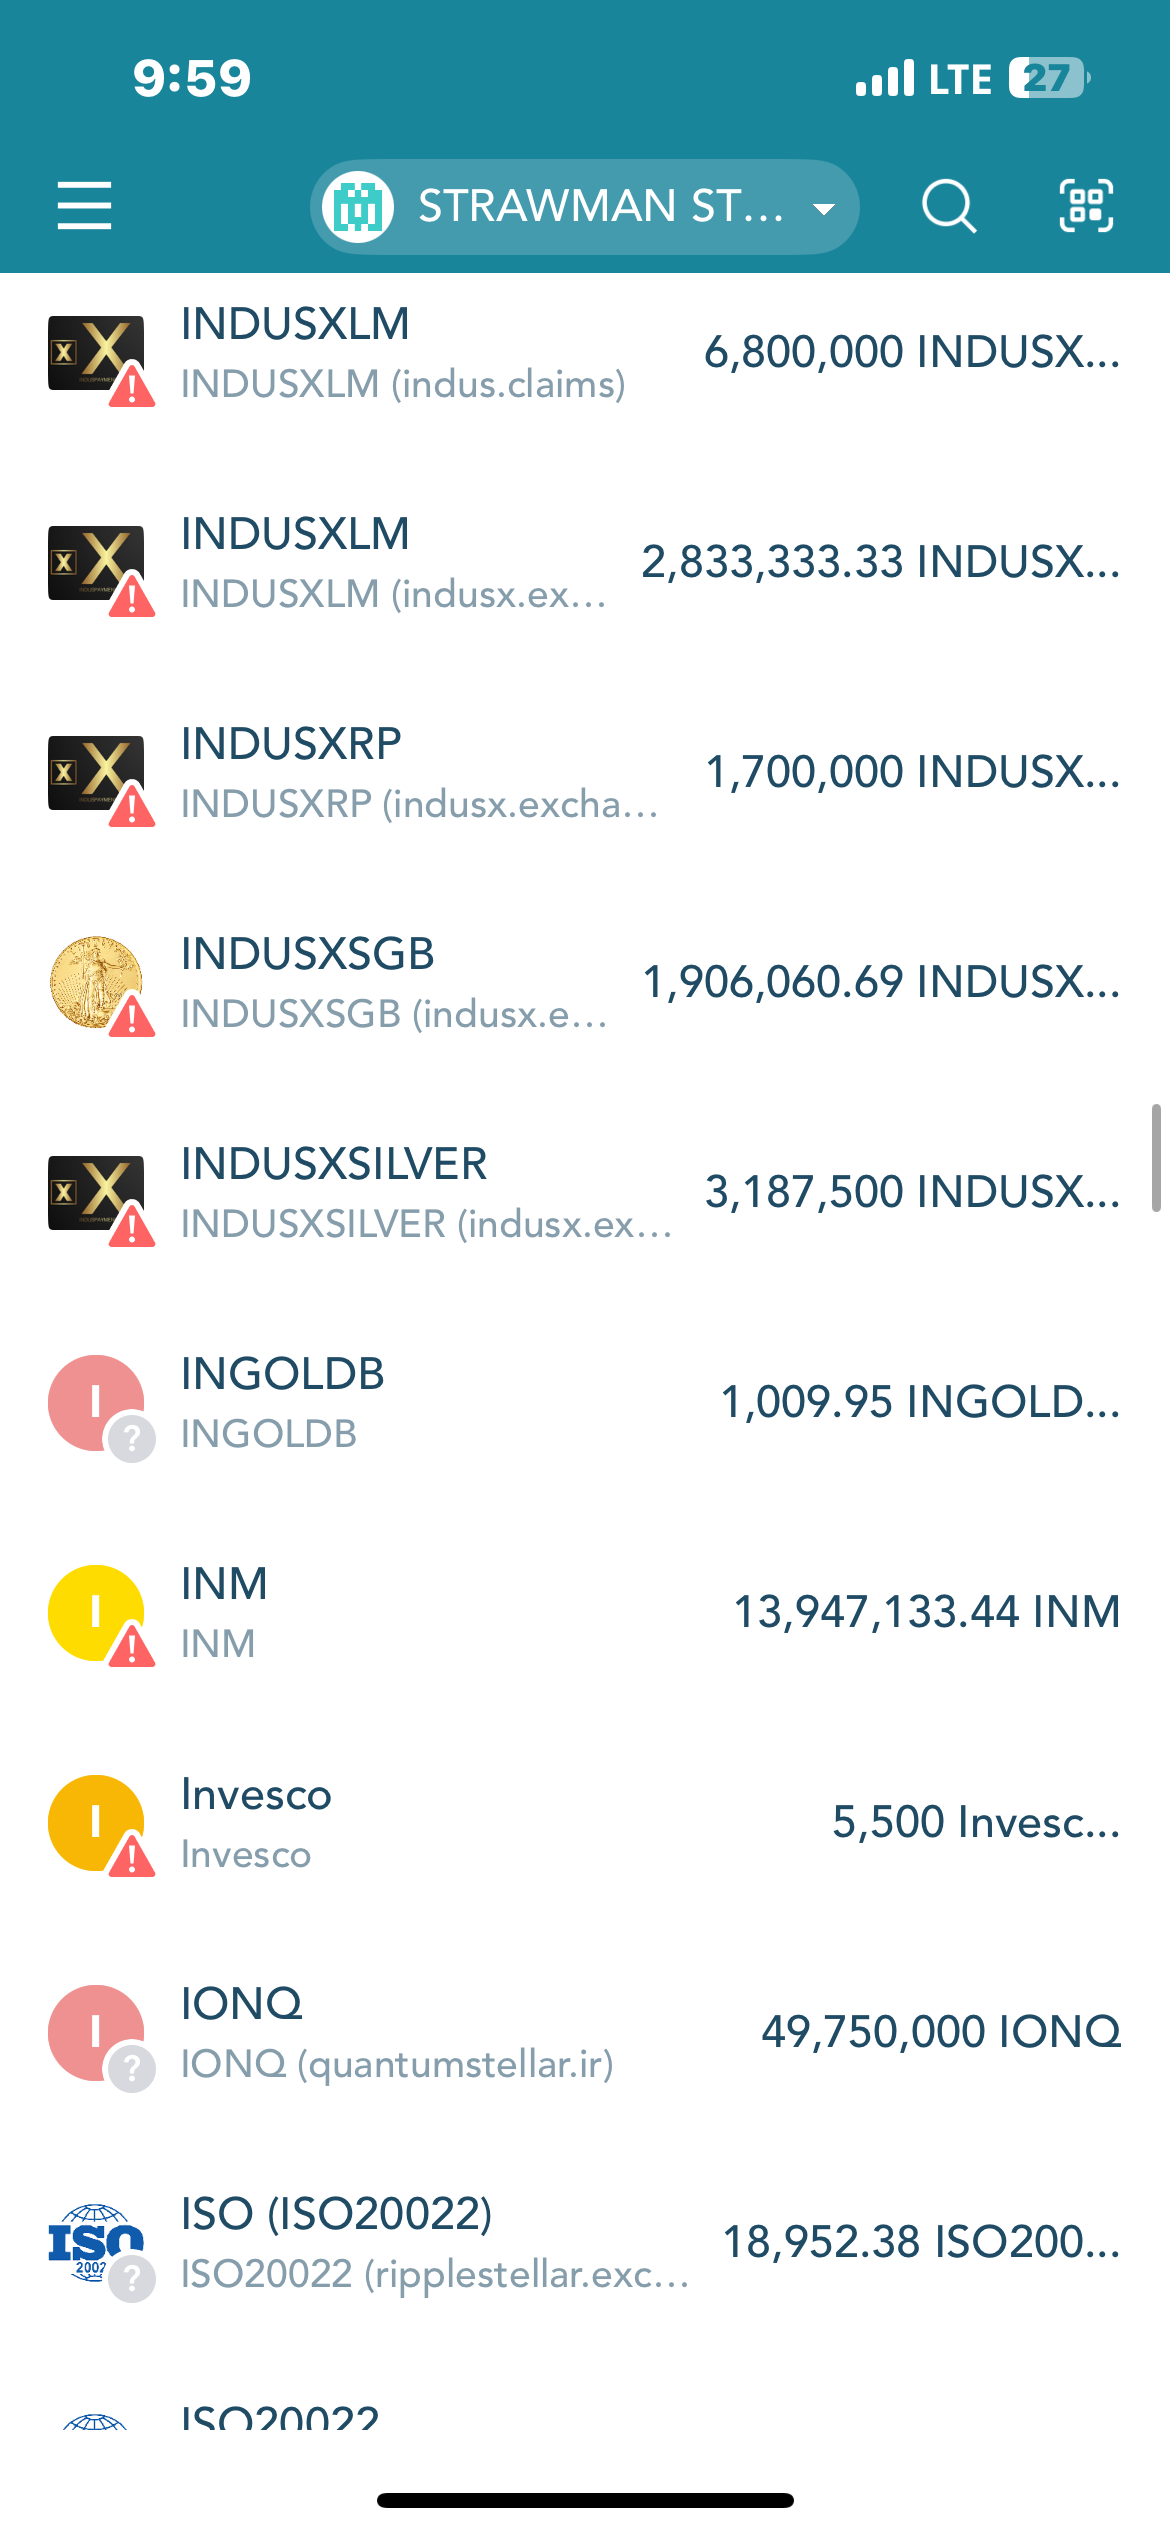 9:59
LTE 27
STRAWMAN ST...
INDUSXLM
6,800,000 INDUSX...
INDUSXLM (indus.claims)
INDUSXLM
2,833,333.33 INDUSX...
INDUSXLM (indusx.ex...
INDUSXRP
1,700,000 INDUSX...
INDUSXRP (indusx.excha...
INDUSXSGB
1,906,060.69 INDUSX...
INDUSXSGB (indusx.e...
INDUSXSILVER
3,187,500 INDUSX...
INDUSXSILVER (indusx.ex...
I
INGOLDB
1,009.95 INGOLD...
INGOLDB
I
INM
13,947,133.44 INM
INM
I
Invesco
5,500 Invesc...
Invesco
I
IONQ
49,750,000 IONQ
IONQ (quantumstellar.ir)
ISO
ISO (ISO20022)
18,952.38 ISO200...
ISO20022 (ripplestellar.exc...
ISO20022